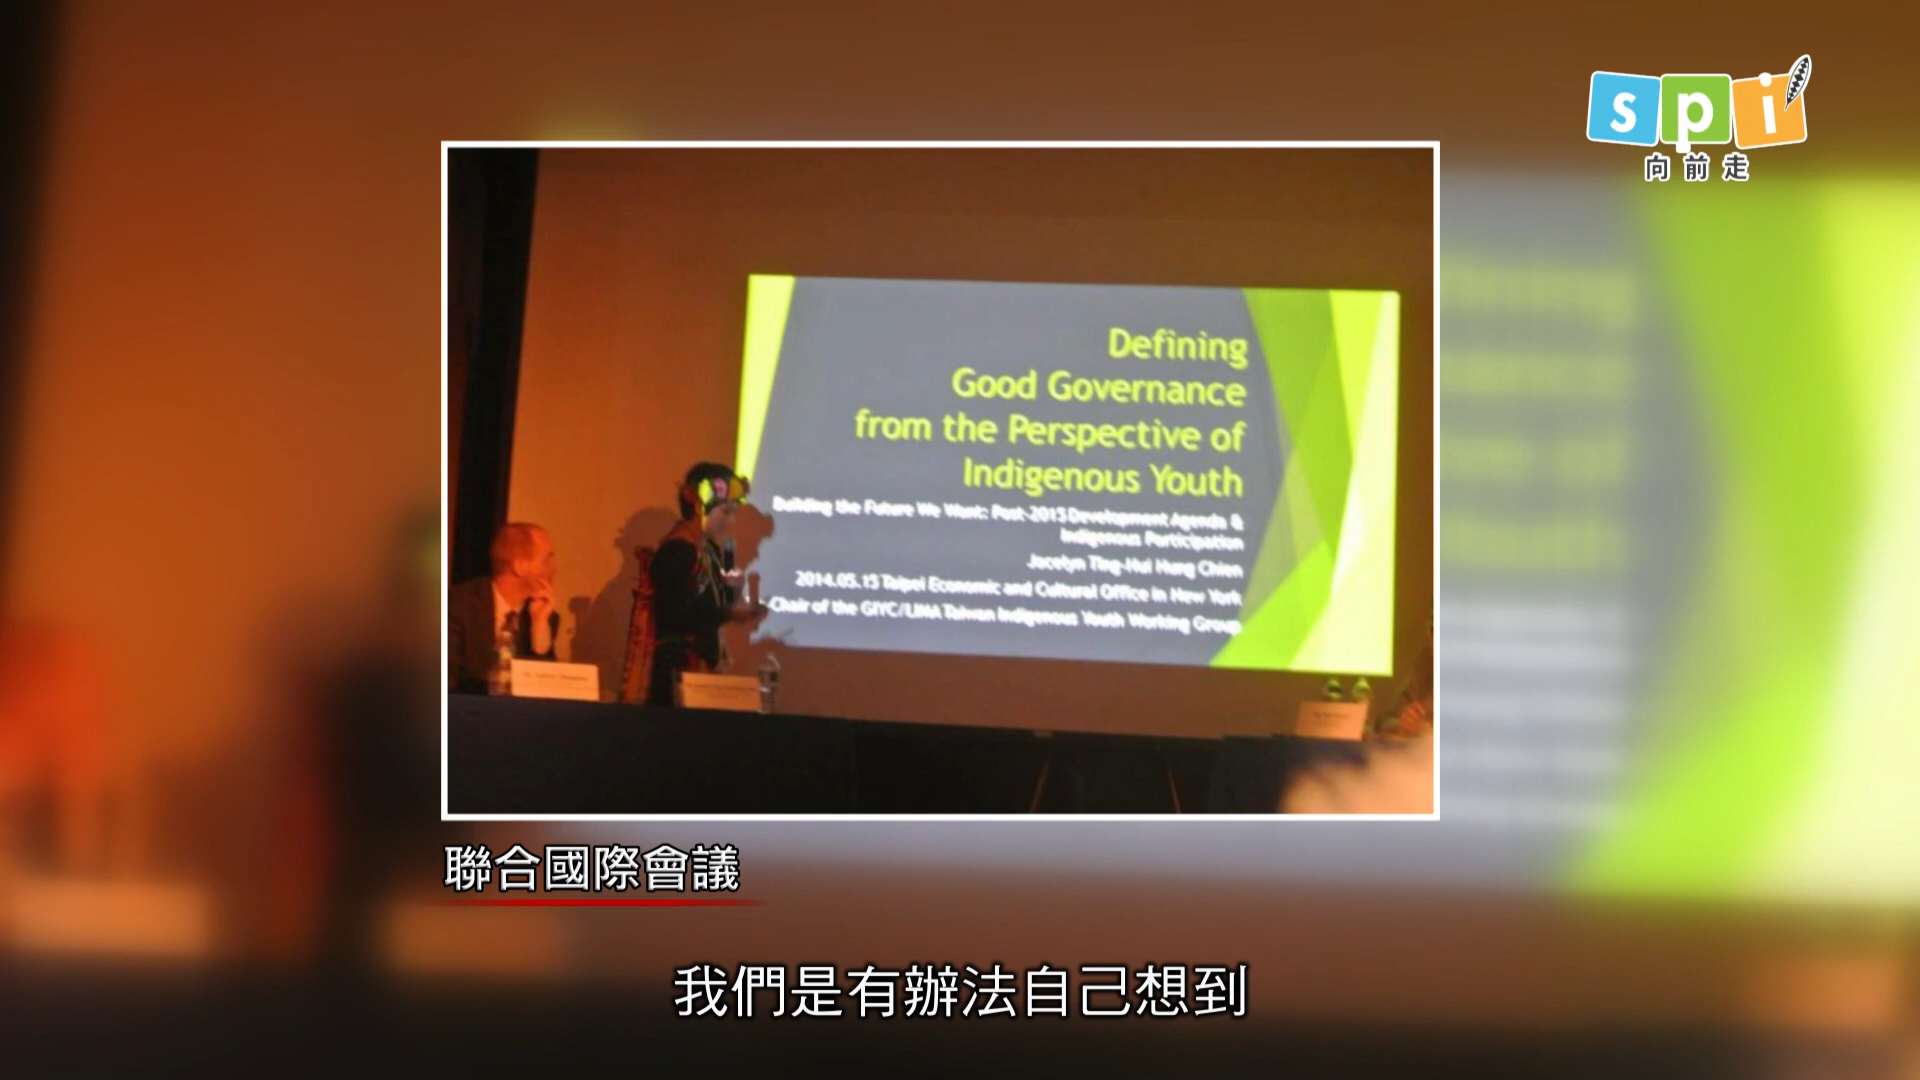 spi
向前走
Defining
Good Governance
from the Perspective of
Indigenous Youth
Building the Future We Want: Post-2015 Development Agenda &
Indigenous Participation
Jocelyn Ting-Hui Hung Chien
2014.05.15 Taipei Economic and Cultural Office in New York
-Chair of the GIYC/LIMA Taiwan Indigenous Youth Working Group
聯合國際會議
我們是有辦法自己想到